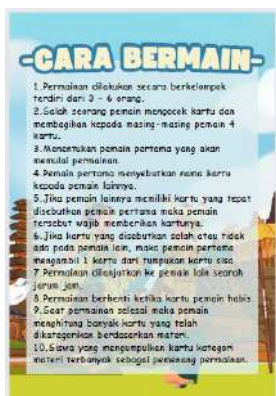 -CARA BERMAIN-
1.Permainan dilakukan secara berkelompok
terdiri dari 3 - 6 orang.
2.Salah seorang pemain mengocok kartu dan
membagikan kepada masing-masing pemain 4
kartu.
3.Menentukan pemain pertama yang akan
memulai permainan.
4.Pemain pertama menyebutkan nama kartu
kepada pemain lainnya.
5.Jika pemain lainnya memiliki kartu yang tepat
disebutkan pemain pertama maka pemain
tersebut wajib memberikan kartunya.
6.Jika kartu yang disebutkan salah atau tidak
ada pada pemain lain, maka pemain pertama
mengambil 1 kartu dari tumpukan kartu sisa
7.Permainan dilanjutkan ke pemain lain searah
jarum jam.
8.Permainan berhenti ketika kartu pemain habis.
9.Saat permainan selesai maka pemain
menghitung banyak kartu yang telah
dikategorikan berdasarkan materi.
10.Siswa yang mengumpulkan kartu kategori
materi terbanyak sebagai pemenang permainan.